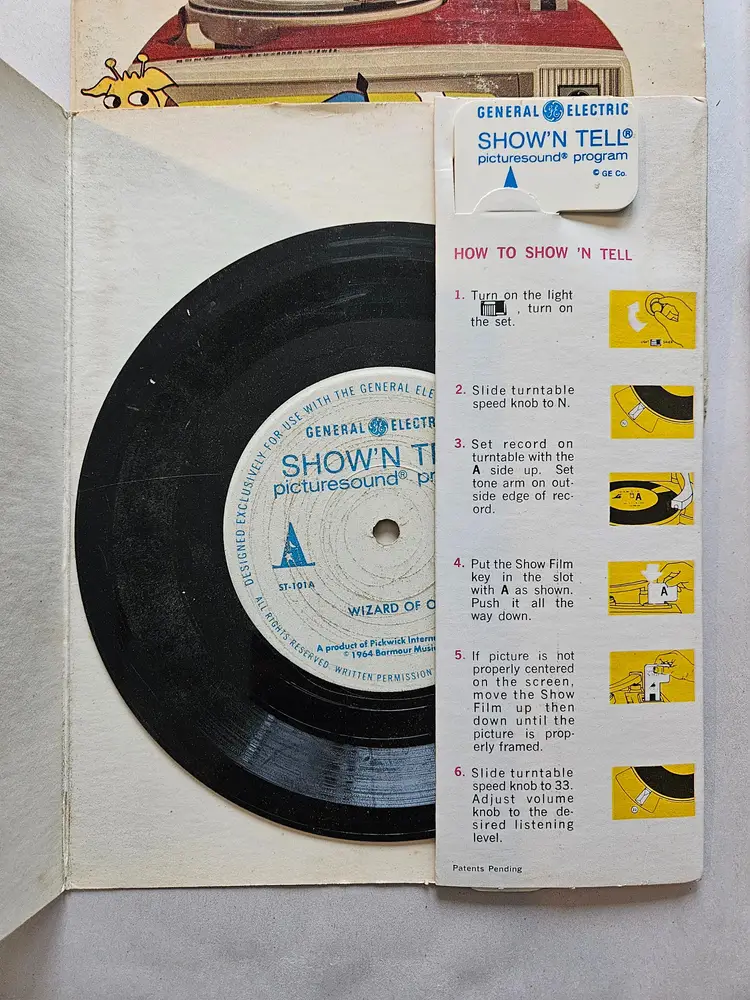 GENERAL GE ELECTRIC
SHOW'N TELL®
picturesound® program
© GE Co.
HOW TO SHOW 'N TELL
1. Turn on the light
, turn on
the set.
2. Slide turntable
speed knob to N.
3. Set record on
turntable with the
A side up. Set
tone arm on out-
side edge of rec-
ord.
4. Put the Show Film
key in the slot
with A as shown.
Push it all the
way down.
5. If picture is not
properly centered
on the screen,
move the Show
Film up then
down until the
picture is prop-
erly framed.
6. Slide turntable
speed knob to 33.
Adjust volume
knob to the de-
sired listening
level.
Patents Pending
DESIGNED EXCLUSIVELY FOR USE WITH THE GENERAL ELE
GENERAL GE ELECTR
SHOW'N T
picturesound® pr
A
ST-101A
WIZARD OF O
A product of Pickwick Intern
© 1964 Barmour Music
ALL RIGHTS RESERVED. WRITTEN PERMISSION
A
A